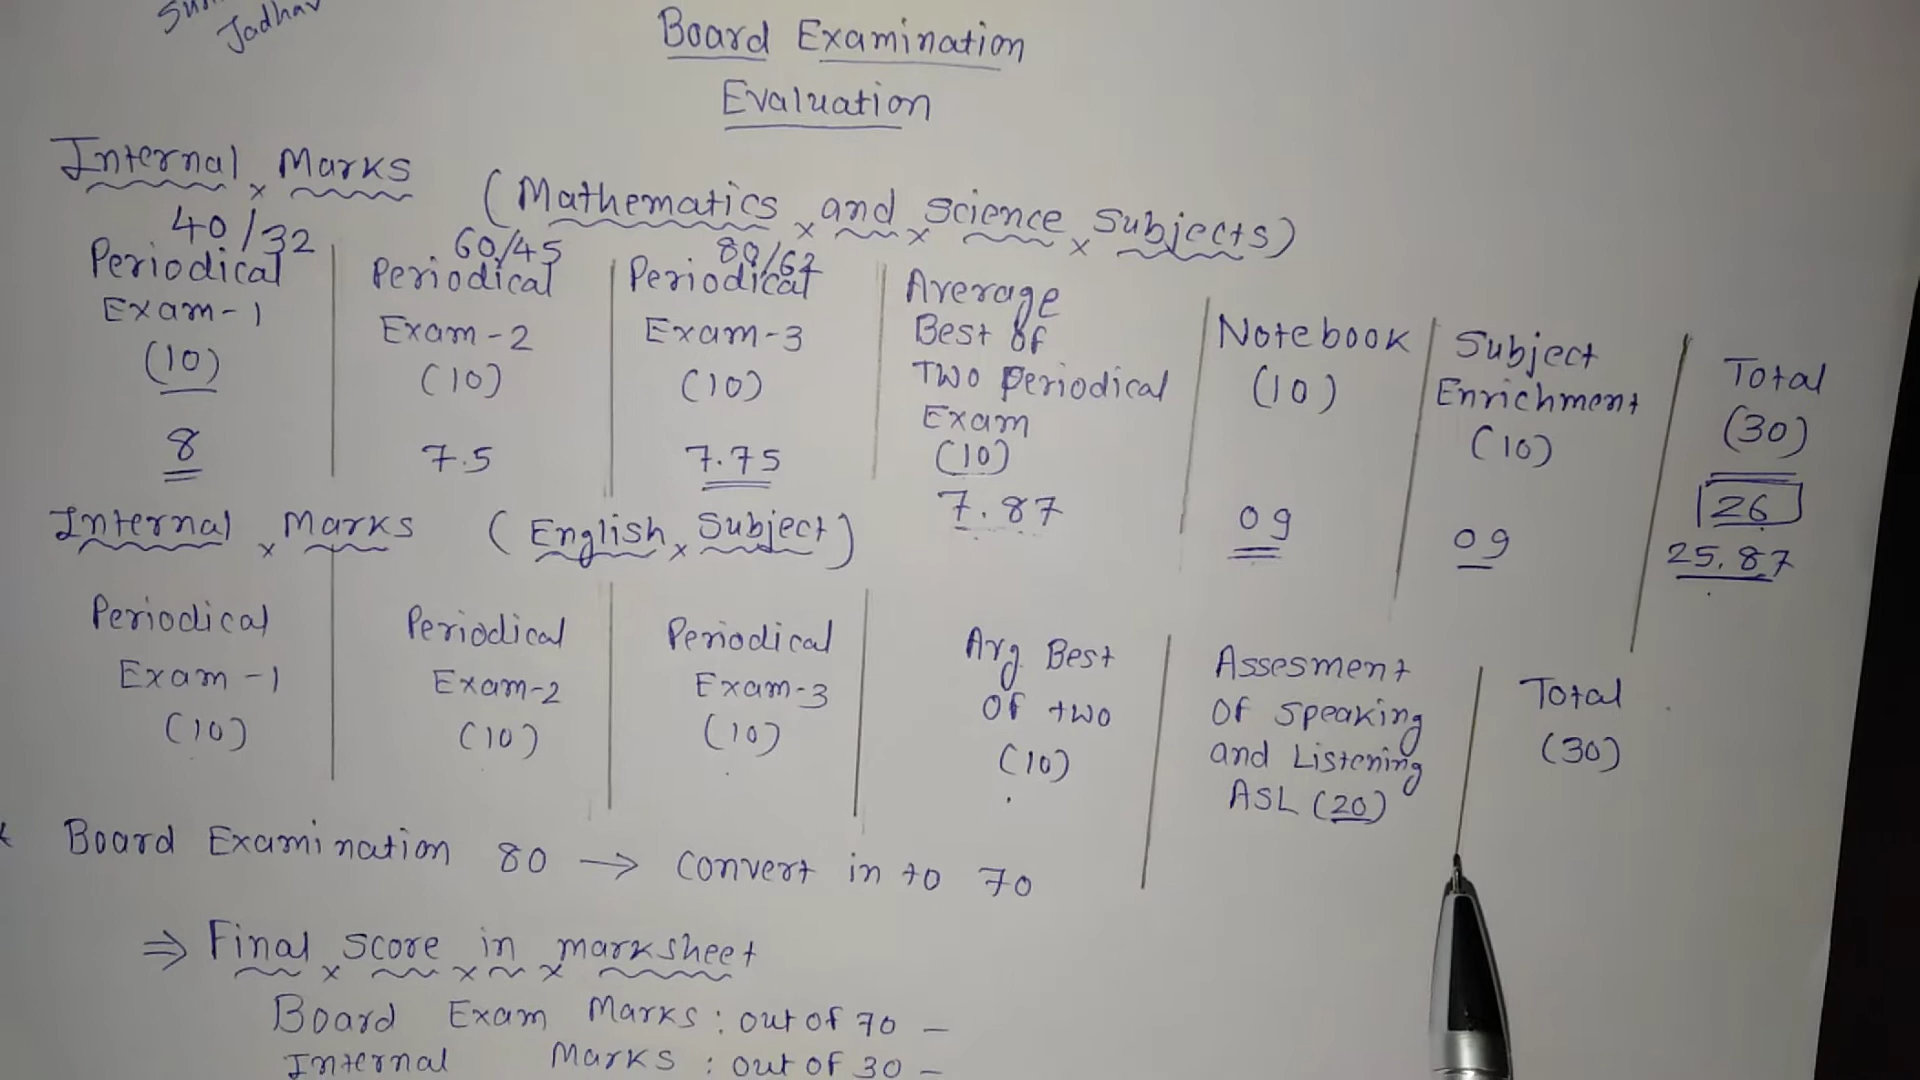 Jadhav
Board Examination
Evaluation
Internal Marks
(Mathematics and science subjects)
40/32
Periodical
Exam-1
(10)
8
60/45
Periodical
Exam-2
(10)
7.5
Periodical
Exam-3
(10)
7.75
Average
Best of
Two periodical
Exam
(10)
7.87
Notebook
(10)
09
Subject
Enrichment
(10)
09
Total
(30)
26
25.87
Internal Marks (English Subject)
Periodical
Exam-1
(10)
Periodical
Exam-2
(10)
Periodical
Exam-3
(10)
Avg Best
of two
(10)
Assesment
of speaking
and Listening
ASL (20)
Total
(30)
Board Examination 80 → convert in to 70
⇒ Final score in marksheet
Board Exam Marks: out of 70 -
Internal Marks : out of 30 -